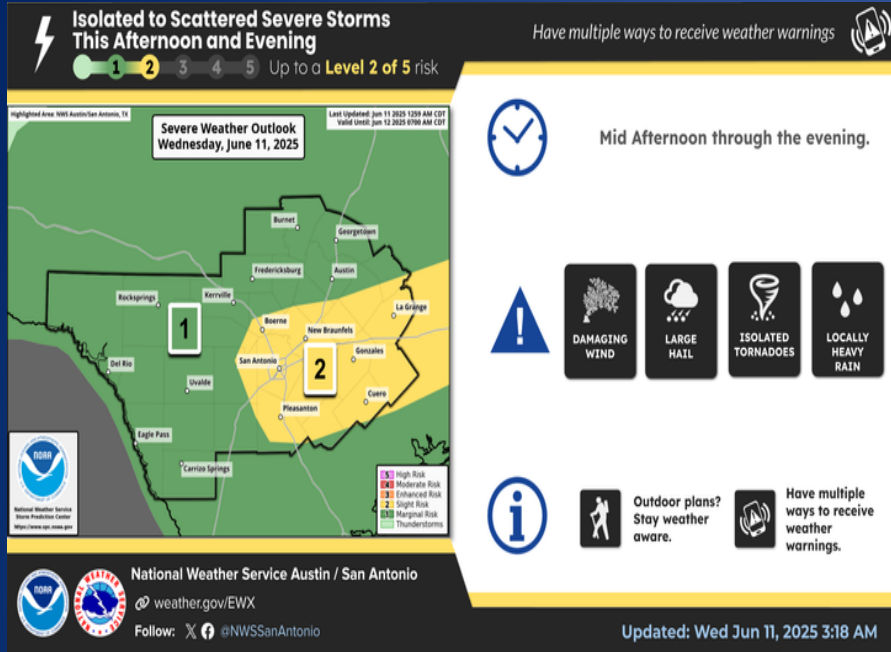 Isolated to Scattered Severe Storms
This Afternoon and Evening
1 2 3 4 5 Up to a Level 2 of 5 risk
Have multiple ways to receive weather warnings
Highlighted Area: NWS Austin/San Antonio, TX
Last Updated: Jun 11 2025 1259 AM CDT
Valid Until: Jun 12 2025 0700 AM CDT
Severe Weather Outlook
Wednesday, June 11, 2025
Burnet
Georgetown
Fredericksburg
Austin
Rocksprings
Kerrville
La Grange
1
Boerne
New Braunfels
San Antonio
2
Gonzales
Del Rio
Uvalde
Cuero
Pleasanton
Eagle Pass
Carrizo Springs
NOAA
National Weather Service
Storm Prediction Center
https://www.spc.noaa.gov
5 High Risk
4 Moderate Risk
3 Enhanced Risk
2 Slight Risk
1 Marginal Risk
Thunderstorms
Mid Afternoon through the evening.
DAMAGING
WIND
LARGE
HAIL
ISOLATED
TORNADOES
LOCALLY
HEAVY
RAIN
Outdoor plans?
Stay weather
aware.
Have multiple
ways to receive
weather
warnings.
NOAA
NATIONAL WEATHER SERVICE
National Weather Service Austin / San Antonio
weather.gov/EWX
Follow: X @NWSSanAntonio
Updated: Wed Jun 11, 2025 3:18 AM